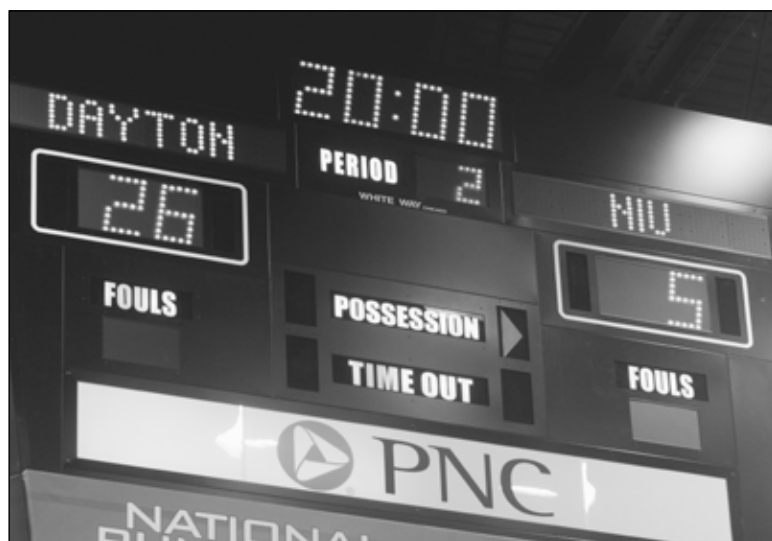 20:00
DAYTON
PERIOD 2
WHITE WAY
26
NIU
5
FOULS
POSSESSION
TIME OUT
FOULS
PNC
NATIONAL